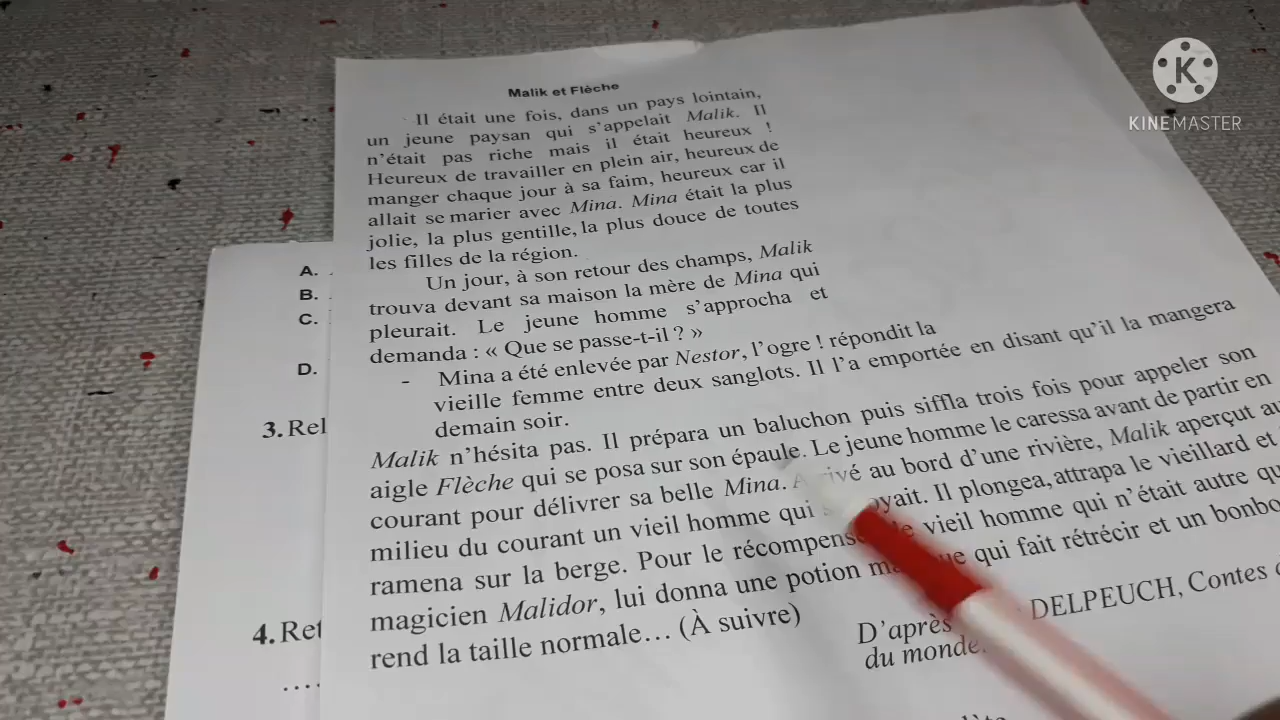 KINEMASTER
Malik et Flèche
Il était une fois, dans un pays lointain,
un jeune paysan qui s'appelait Malik. Il
n'était pas riche mais il était heureux !
Heureux de travailler en plein air, heureux de
manger chaque jour à sa faim, heureux car il
allait se marier avec Mina. Mina était la plus
jolie, la plus gentille, la plus douce de toutes
les filles de la région.
Un jour, à son retour des champs, Malik
trouva devant sa maison la mère de Mina qui
pleurait. Le jeune homme s'approcha et
demanda : « Que se passe-t-il ? »
- Mina a été enlevée par Nestor, l'ogre ! répondit la
vieille femme entre deux sanglots. Il l'a emportée en disant qu'il la mangera
demain soir.
Malik n'hésita pas. Il prépara un baluchon puis siffla trois fois pour appeler son
aigle Flèche qui se posa sur son épaule. Le jeune homme le caressa avant de partir en
courant pour délivrer sa belle Mina. au bord d'une rivière, Malik aperçut au
milieu du courant un vieil homme qui Il plongea, attrapa le vieillard et
ramena sur la berge. Pour le vieil homme qui n'était autre
magicien Malidor, lui donna une potion qui fait rétrécir et un
rend la taille normale… (À suivre)
D'après DELPEUCH, Contes
du monde.
A.
B.
C.
D.
3. Rel
4. Ret
....